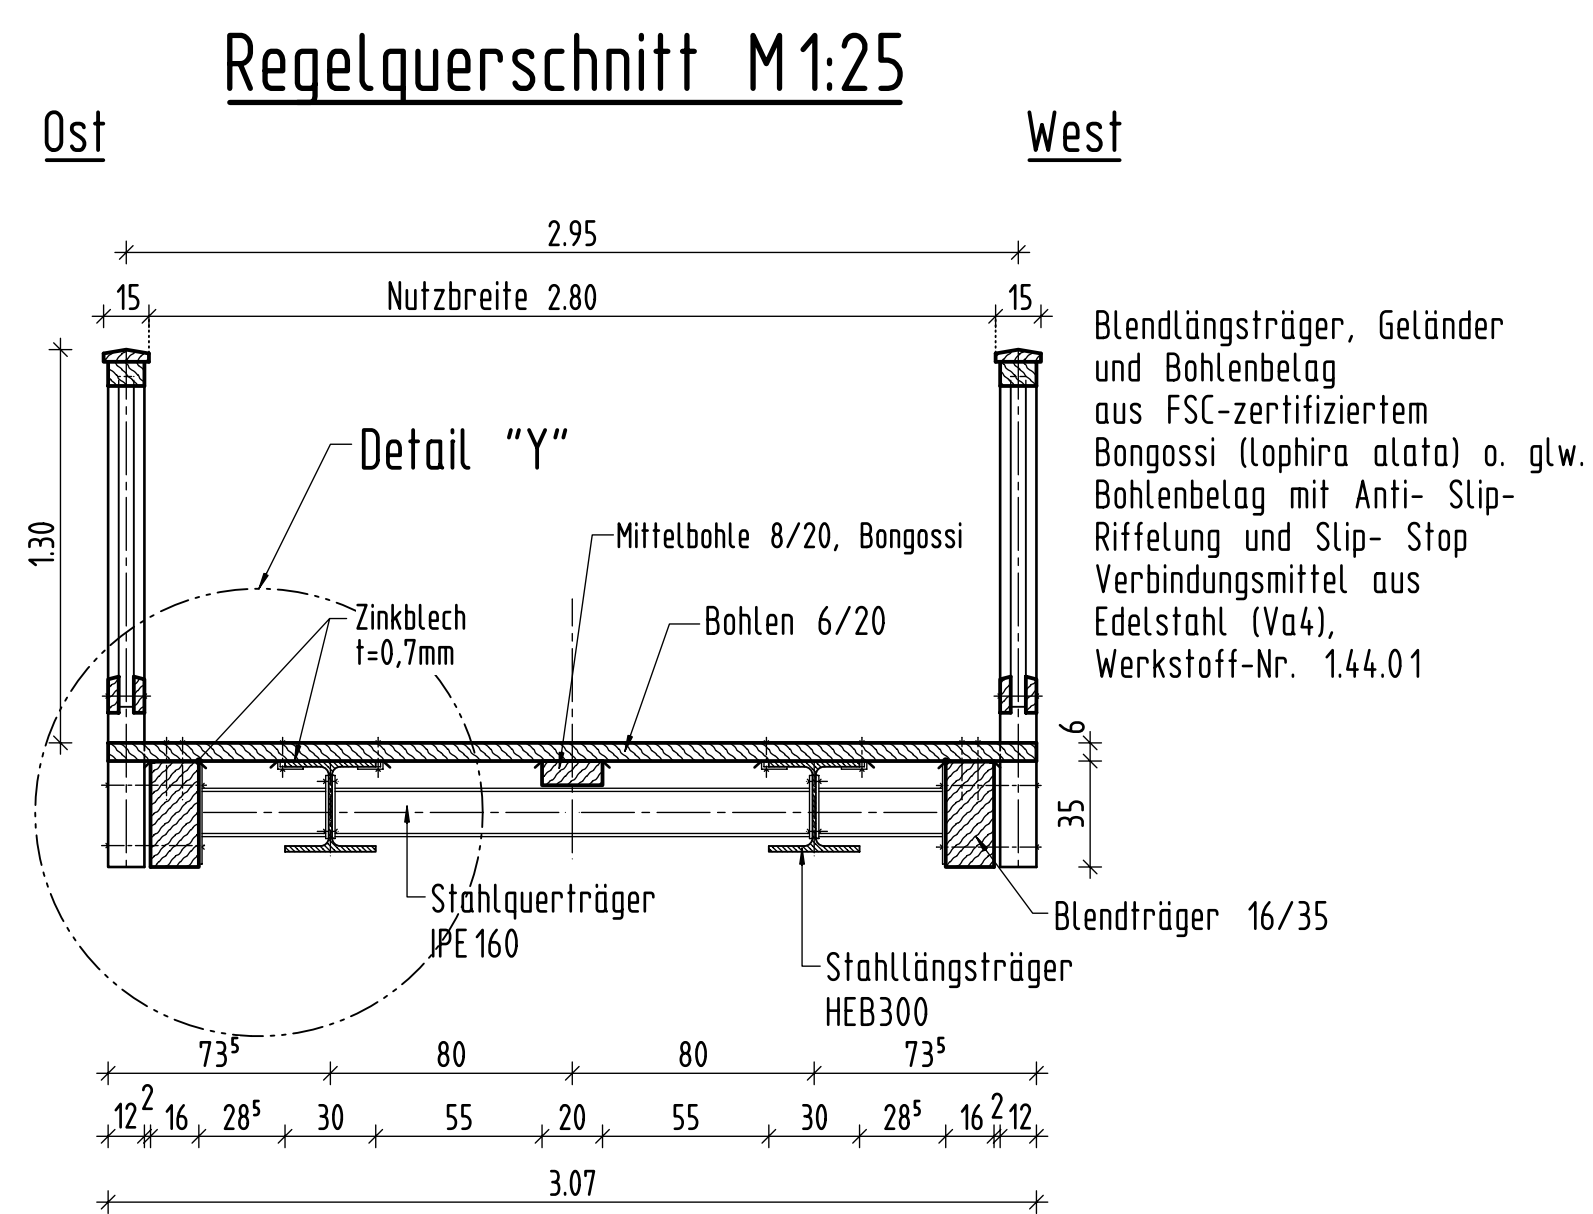 Regelquerschnitt M 1:25
Ost
West
2.95
15
Nutzbreite 2.80
15
Blendlängsträger, Geländer
und Bohlenbelag
aus FSC-zertifiziertem
Bongossi (lophira alata) o. glw.
Bohlenbelag mit Anti- Slip-
Riffelung und Slip- Stop
Verbindungsmittel aus
Edelstahl (Va4),
Werkstoff-Nr. 1.44.01
Detail "Y"
1.30
Mittelbohle 8/20, Bongossi
Zinkblech
t=0,7mm
Bohlen 6/20
6
35
Stahlquerträger
IPE 160
Blendträger 16/35
Stahllängsträger
HEB300
73⁵ 80 80 73⁵
12 2 16 28⁵ 30 55 20 55 30 28⁵ 16 2 12
3.07